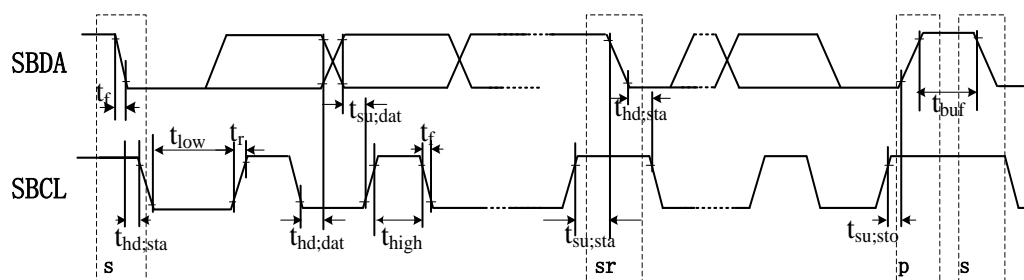 SBDA
t_f
t_su;dat
t_hd;sta
t_buf
t_low
t_r
t_f
SBCL
t_hd;sta
t_hd;dat
t_high
t_su;sta
t_su;sto
s
sr
p
s